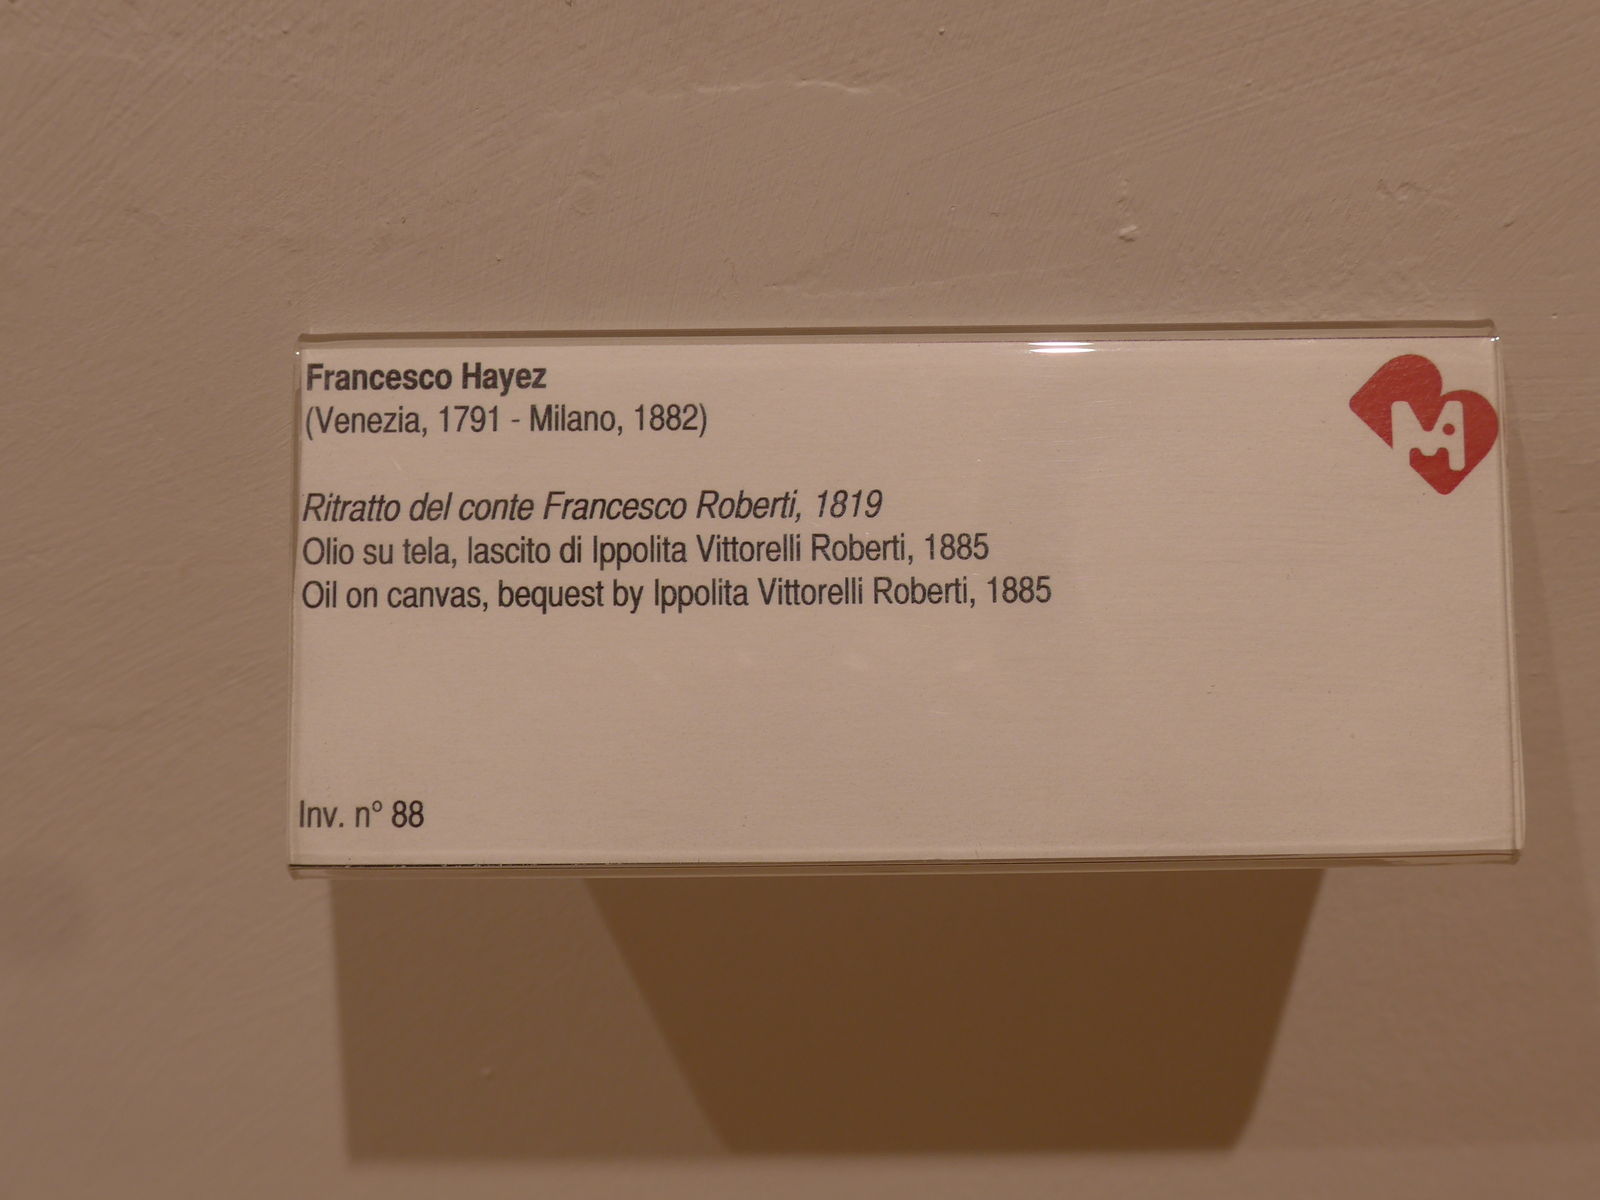 Francesco Hayez
(Venezia, 1791 - Milano, 1882)
Ritratto del conte Francesco Roberti, 1819
Olio su tela, lascito di Ippolita Vittorelli Roberti, 1885
Oil on canvas, bequest by Ippolita Vittorelli Roberti, 1885
Inv. n° 88